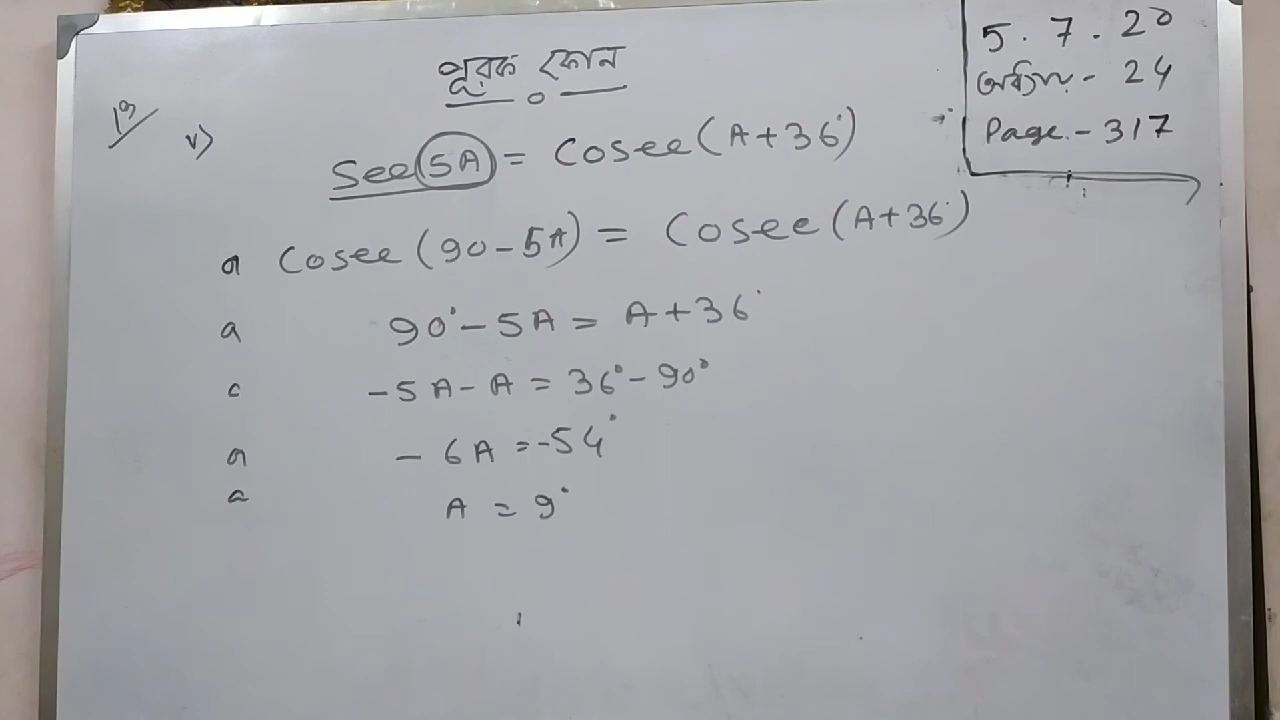 পূরক কোন
5.7.20
অধ্যায়.- 24
Page.- 317
v) Sec 5A = Cosec(A+36°)
Cosec(90-5A) = Cosec(A+36°)
90°-5A = A+36°
-5A-A = 36°-90°
-6A = -54°
A = 9°